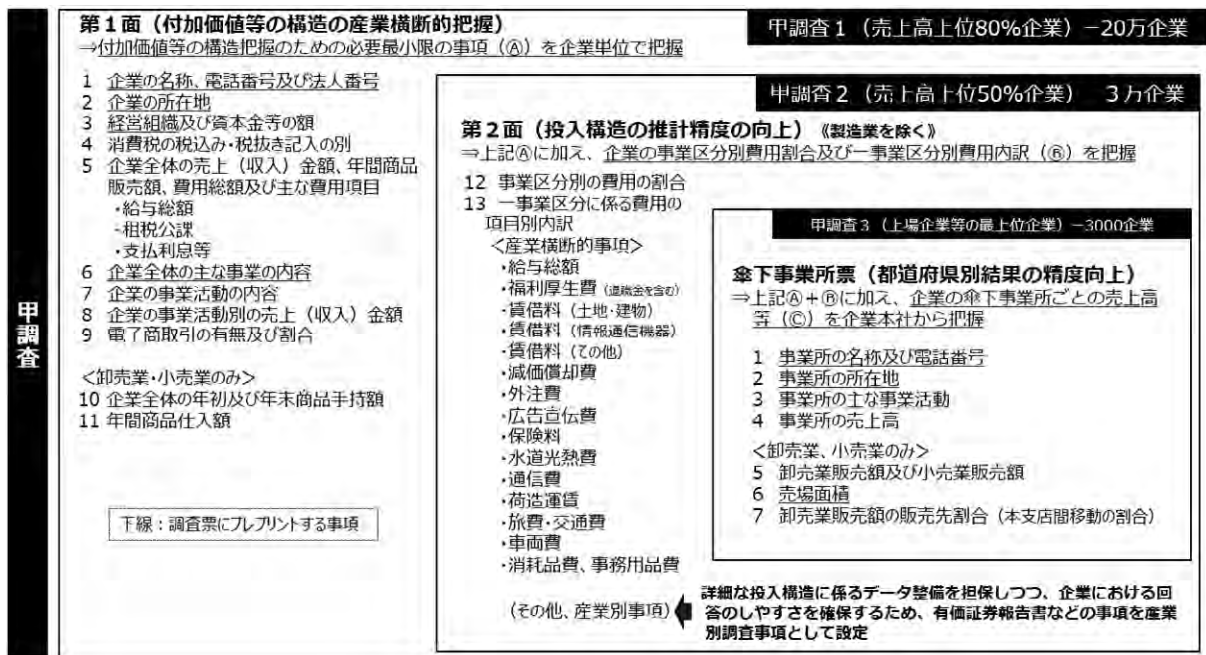 甲調査
第1面（付加価値等の構造の産業横断的把握）
⇒付加価値等の構造把握のための必要最小限の事項（Ⓐ）を企業単位で把握
甲調査1（売上高上位80%企業）－20万企業
1 企業の名称、電話番号及び法人番号
2 企業の所在地
3 経営組織及び資本金等の額
4 消費税の税込み・税抜き記入の別
5 企業全体の売上（収入）金額、年間商品
販売額、費用総額及び主な費用項目
・給与総額
・租税公課
・支払利息等
6 企業全体の主な事業の内容
7 企業の事業活動の内容
8 企業の事業活動別の売上（収入）金額
9 電子商取引の有無及び割合
＜卸売業・小売業のみ＞
10 企業全体の年初及び年末商品手持額
11 年間商品仕入額
下線：調査票にプレプリントする事項
甲調査2（売上高上位50%企業） 3万企業
第2面（投入構造の推計精度の向上）《製造業を除く》
⇒上記Ⓐに加え、企業の事業区分別費用割合及び一事業区分別費用内訳（Ⓑ）を把握
12 事業区分別の費用の割合
13 一事業区分に係る費用の
項目別内訳
＜産業横断的事項＞
・給与総額
・福利厚生費（退職金を含む）
・賃借料（土地・建物）
・賃借料（情報通信機器）
・賃借料（その他）
・減価償却費
・外注費
・広告宣伝費
・保険料
・水道光熱費
・通信費
・荷造運賃
・旅費・交通費
・車両費
・消耗品費、事務用品費
（その他、産業別事項）
甲調査3（上場企業等の最上位企業）－3000企業
傘下事業所票（都道府県別結果の精度向上）
⇒上記Ⓐ＋Ⓑに加え、企業の傘下事業所ごとの売上高
等（Ⓒ）を企業本社から把握
1 事業所の名称及び電話番号
2 事業所の所在地
3 事業所の主な事業活動
4 事業所の売上高
＜卸売業、小売業のみ＞
5 卸売業販売額及び小売業販売額
6 売場面積
7 卸売業販売額の販売先割合（本支店間移動の割合）
詳細な投入構造に係るデータ整備を担保しつつ、企業における回
答のしやすさを確保するため、有価証券報告書などの事項を産業
別調査事項として設定